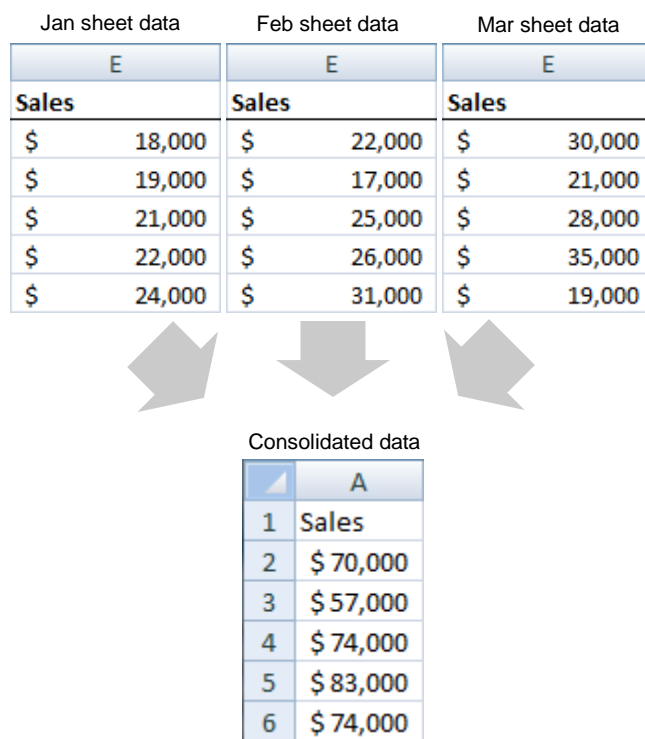 Jan sheet data Feb sheet data Mar sheet data
E E E
Sales Sales Sales
$ 18,000 $ 22,000 $ 30,000
$ 19,000 $ 17,000 $ 21,000
$ 21,000 $ 25,000 $ 28,000
$ 22,000 $ 26,000 $ 35,000
$ 24,000 $ 31,000 $ 19,000
Consolidated data
A
1 Sales
2 $ 70,000
3 $ 57,000
4 $ 74,000
5 $ 83,000
6 $ 74,000